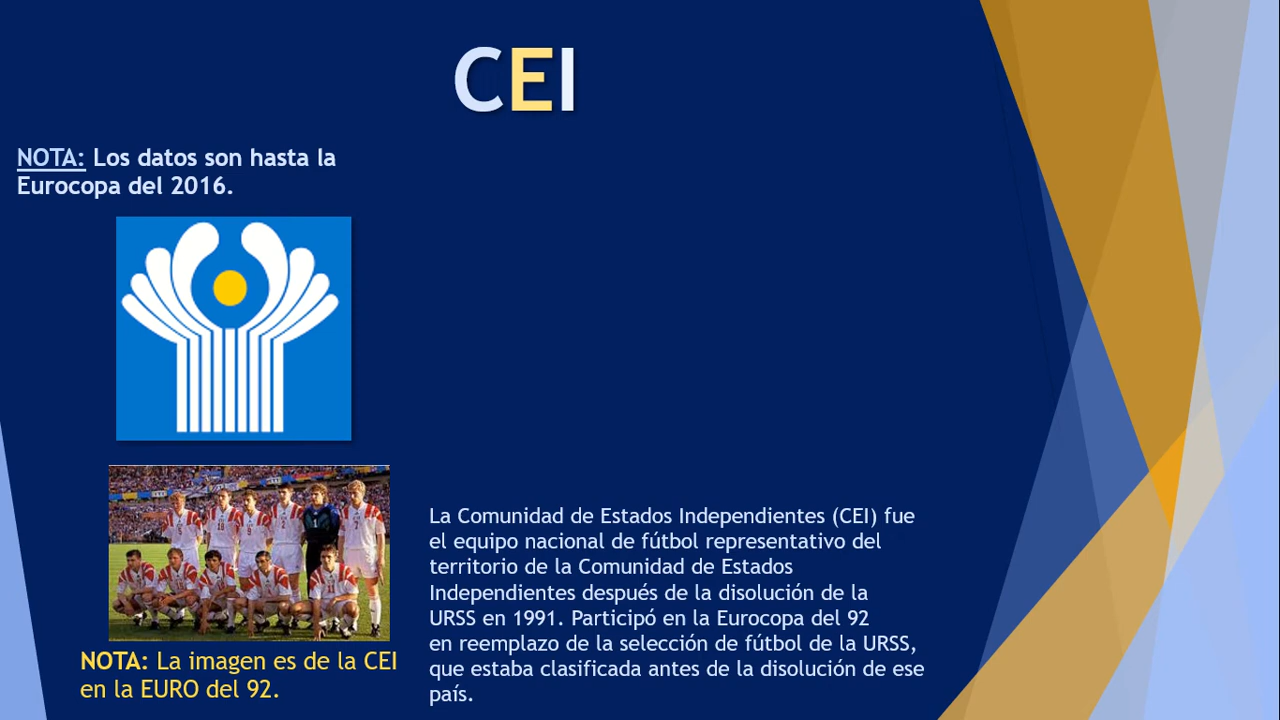 CEI
NOTA: Los datos son hasta la
Eurocopa del 2016.
La Comunidad de Estados Independientes (CEI) fue
el equipo nacional de fútbol representativo del
territorio de la Comunidad de Estados
Independientes después de la disolución de la
URSS en 1991. Participó en la Eurocopa del 92
en reemplazo de la selección de fútbol de la URSS,
que estaba clasificada antes de la disolución de ese
país.
NOTA: La imagen es de la CEI
en la EURO del 92.